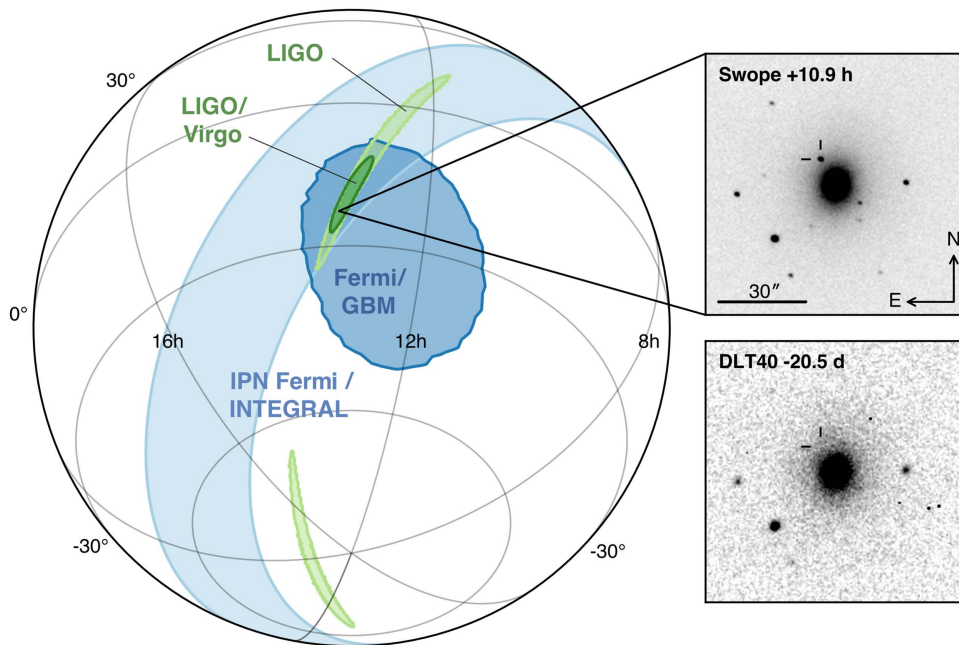 LIGO
30°
LIGO/
Virgo
Fermi/
GBM
0°
16h
12h
8h
IPN Fermi /
INTEGRAL
-30°
-30°
Swope +10.9 h
30″
N
E
DLT40 -20.5 d